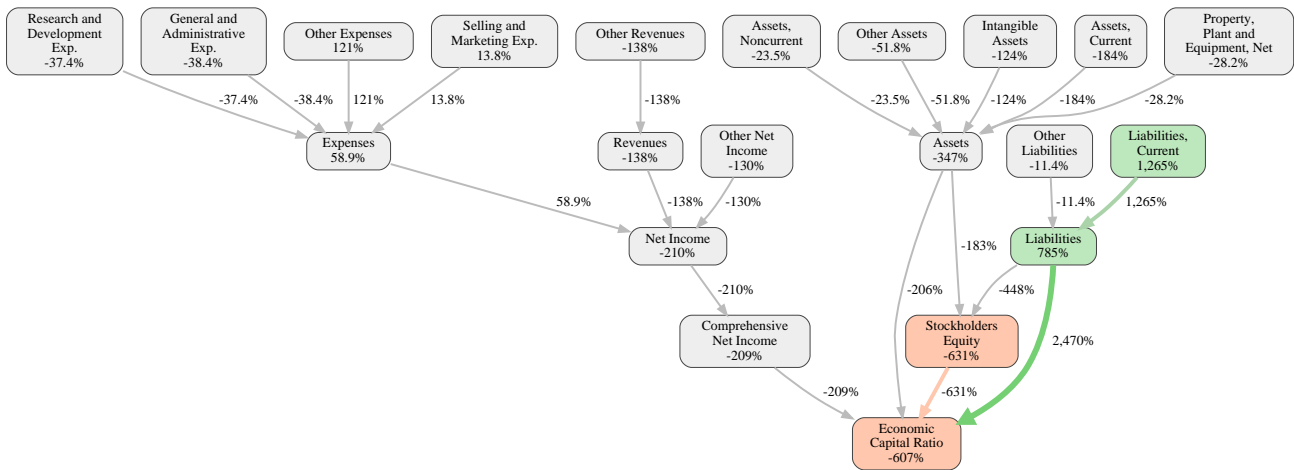 Research and
Development
Exp.
-37.4%
General and
Administrative
Exp.
-38.4%
Other Expenses
121%
Selling and
Marketing Exp.
13.8%
Other Revenues
-138%
Assets,
Noncurrent
-23.5%
Other Assets
-51.8%
Intangible
Assets
-124%
Assets,
Current
-184%
Property,
Plant and
Equipment, Net
-28.2%
-37.4%
-38.4%
121%
13.8%
-138%
-23.5%
-51.8%
-124%
-184%
-28.2%
Expenses
58.9%
Revenues
-138%
Other Net
Income
-130%
Assets
-347%
Other
Liabilities
-11.4%
Liabilities,
Current
1,265%
58.9%
-138%
-130%
-11.4%
1,265%
Net Income
-210%
-183%
Liabilities
785%
-210%
-206%
-448%
Comprehensive
Net Income
-209%
Stockholders
Equity
-631%
2,470%
-209%
-631%
Economic
Capital Ratio
-607%